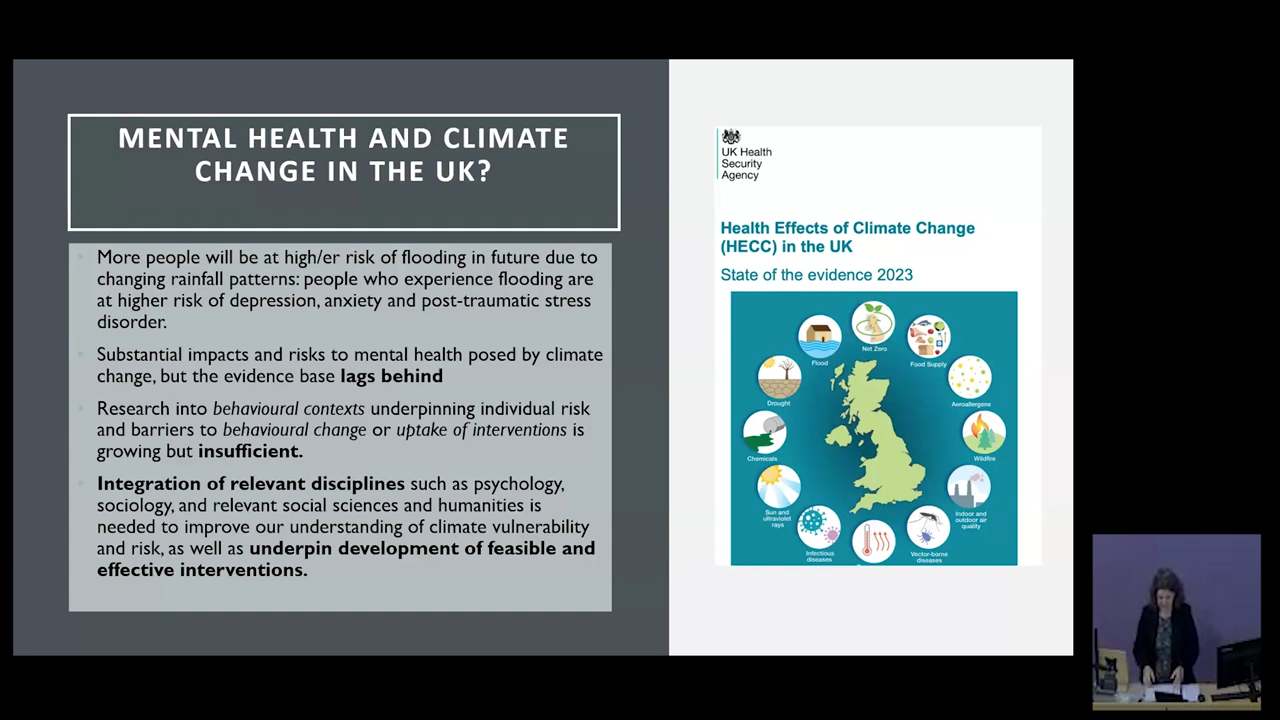 MENTAL HEALTH AND CLIMATE
CHANGE IN THE UK?
More people will be at high/er risk of flooding in future due to
changing rainfall patterns: people who experience flooding are
at higher risk of depression, anxiety and post-traumatic stress
disorder.
Substantial impacts and risks to mental health posed by climate
change, but the evidence base lags behind
Research into behavioural contexts underpinning individual risk
and barriers to behavioural change or uptake of interventions is
growing but insufficient.
Integration of relevant disciplines such as psychology,
sociology, and relevant social sciences and humanities is
needed to improve our understanding of climate vulnerability
and risk, as well as underpin development of feasible and
effective interventions.
UK Health
Security
Agency
Health Effects of Climate Change
(HECC) in the UK
State of the evidence 2023
Net Zero
Flood
Food Supply
Drought
Aeroallergens
Chemicals
Wildfire
Sun and
ultraviolet
rays
Indoor and
outdoor air
quality
Infectious
diseases
Vector-borne
diseases